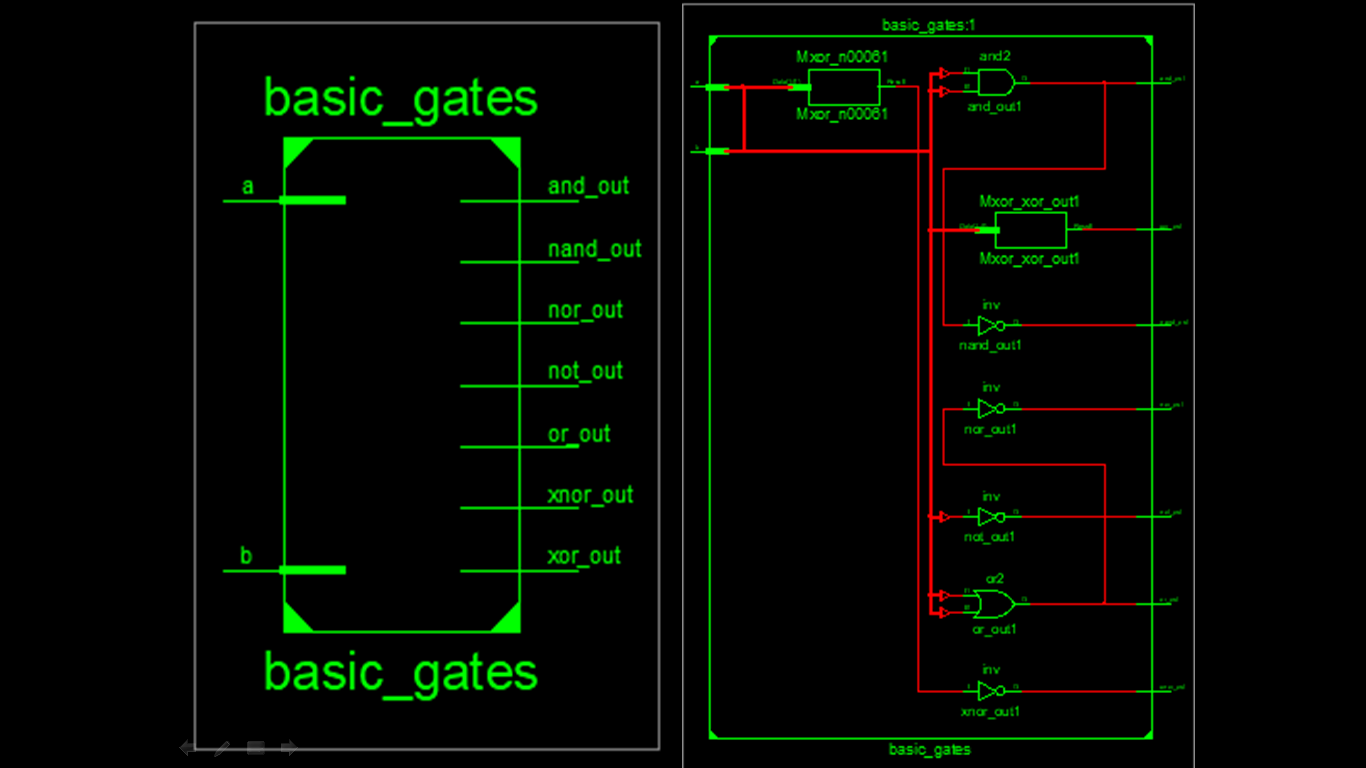 basic_gates
a
and_out
nand_out
nor_out
not_out
or_out
xnor_out
b
xor_out
basic_gates
basic_gates:1
Mxor_n00061
Mxor_n00061
and2
and_out1
Mxor_xor_out1
Mxor_xor_out1
inv
nand_out1
inv
nor_out1
inv
not_out1
or2
or_out1
inv
xnor_out1
basic_gates